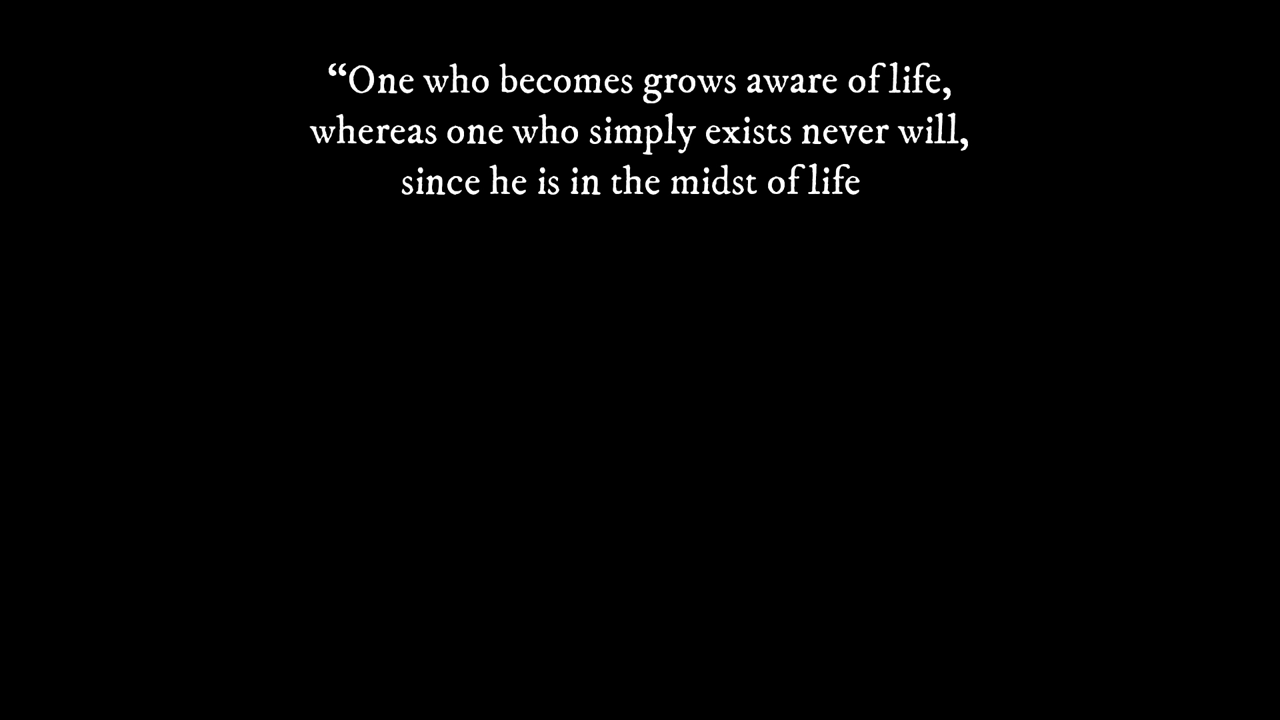 “One who becomes grows aware of life,
whereas one who simply exists never will,
since he is in the midst of life